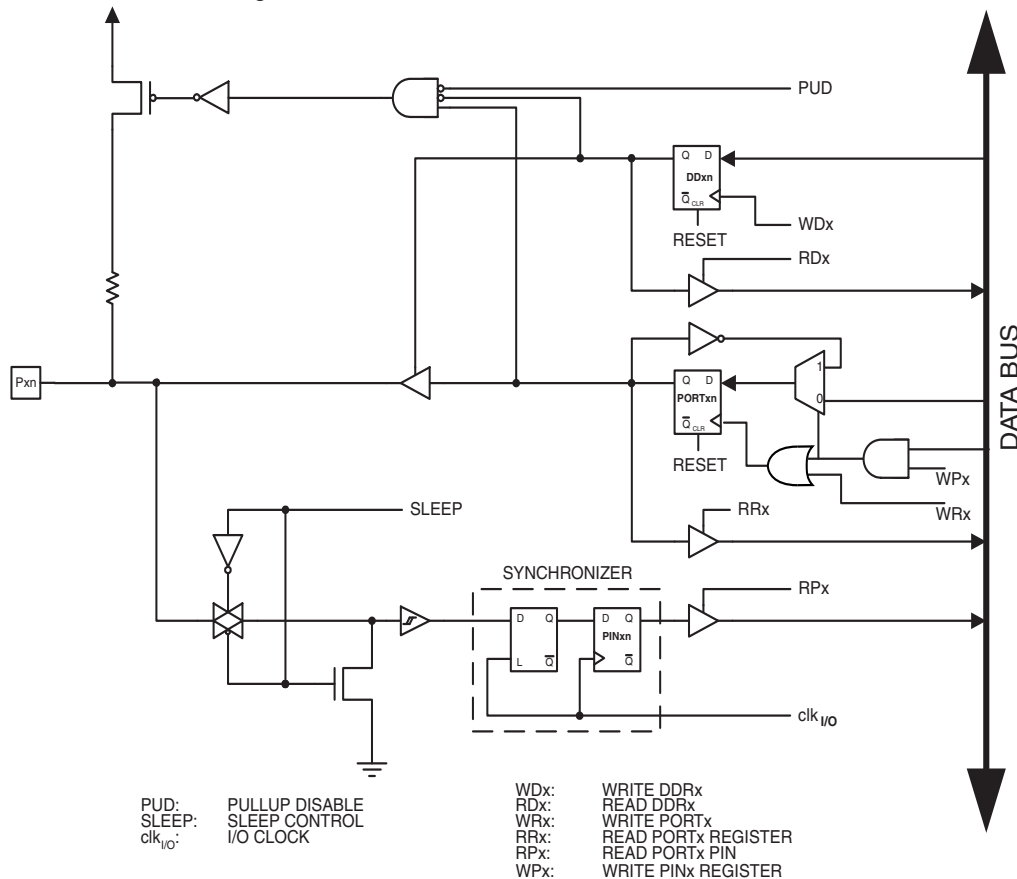 PUD
Q D
DDxn
Q CLR
WDx
RESET
RDx
Pxn
1
Q D
PORTxn
0
Q CLR
RESET
WPx
WRx
SLEEP
RRx
SYNCHRONIZER
RPx
D Q D Q
PINxn
L Q Q
clk I/O
DATA BUS
PUD: PULLUP DISABLE
SLEEP: SLEEP CONTROL
clk I/O: I/O CLOCK
WDx: WRITE DDRx
RDx: READ DDRx
WRx: WRITE PORTx
RRx: READ PORTx REGISTER
RPx: READ PORTx PIN
WPx: WRITE PINx REGISTER